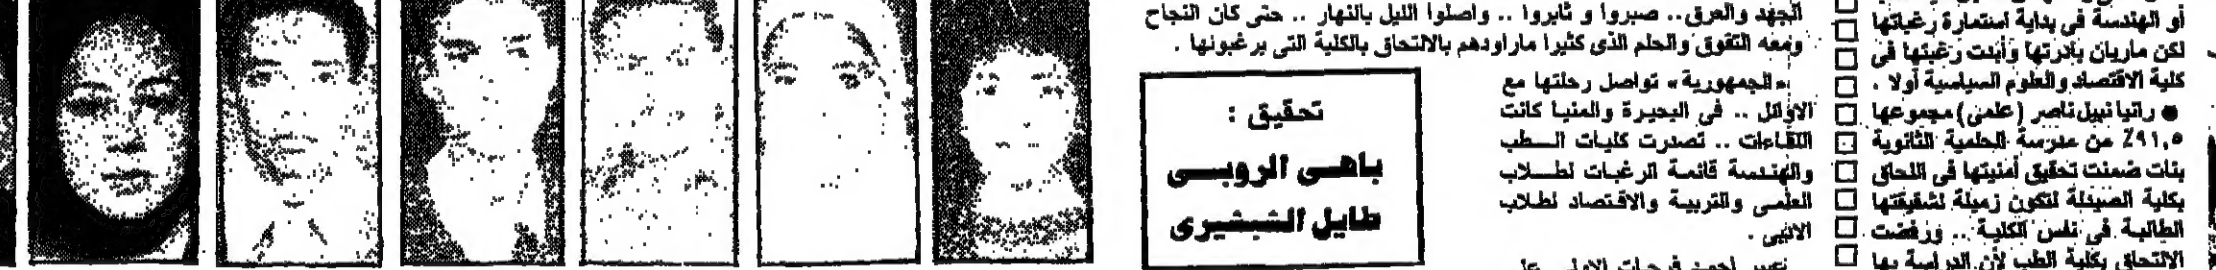 أو الهندسة فى بداية استمارة رغباتها
لكن ماريان بادرتها وأبدت رغبتها فى
كلية الاقتصاد والعلوم السياسية أولا .
● رانيا نبيل ناصر (علمى) مجموعها
٩١,٥٪ من مدرسة الحلمية الثانوية
بنات ضمنت تحقيق أمنيتها فى اللحاق
بكلية الصيدلة لتكون زميلة لشقيقتها
الطالبة فى نفس الكلية .. ورفضت
الالتحاق بكلية الطب لأن الدراسة بها
الجهد والعرق.. صبروا و ثابروا .. واصلوا الليل بالنهار .. حتى كان النجاح
ومعه التفوق والحلم الذى كثيرا ماراودهم بالالتحاق بالكلية التى يرغبونها .
«الجمهورية» تواصل رحلتها مع
الاوائل .. فى البحيرة والمنيا كانت
اللقاءات .. تصدرت كليات الطب
والهندسة قائمة الرغبات لطلاب
العلمى والتربية والاقتصاد لطلاب
الادبى .
تحقيق :
باهى الروبى
طايل الشبشيرى